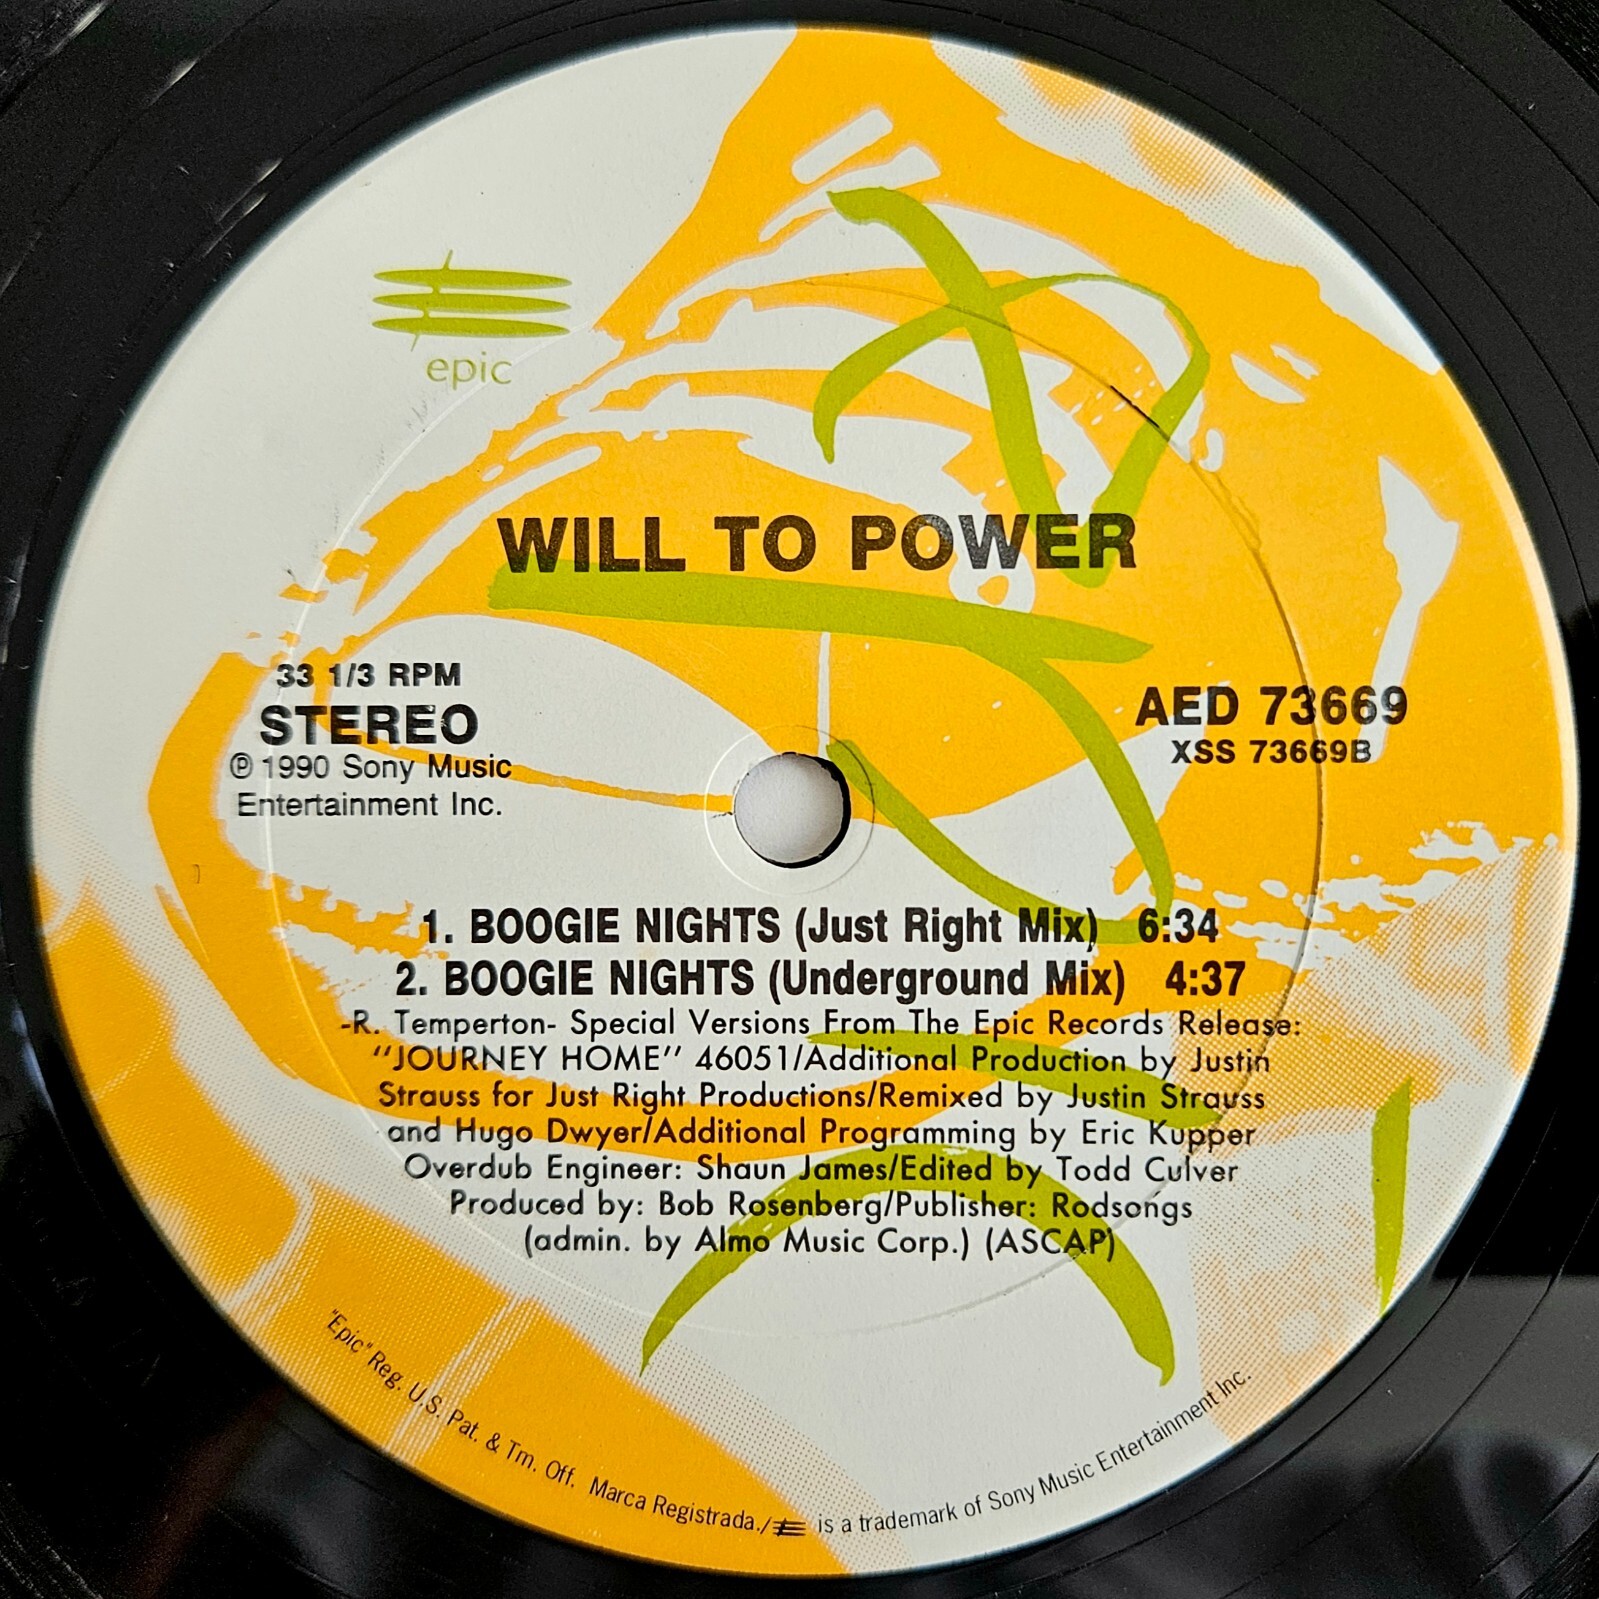 epic
WILL TO POWER
33 1/3 RPM
STEREO
℗ 1990 Sony Music
Entertainment Inc.
AED 73669
XSS 73669B
1. BOOGIE NIGHTS (Just Right Mix) 6:34
2. BOOGIE NIGHTS (Underground Mix) 4:37
-R. Temperton- Special Versions From The Epic Records Release:
"JOURNEY HOME" 46051/Additional Production by Justin
Strauss for Just Right Productions/Remixed by Justin Strauss
and Hugo Dwyer/Additional Programming by Eric Kupper
Overdub Engineer: Shaun James/Edited by Todd Culver
Produced by: Bob Rosenberg/Publisher: Rodsongs
(admin. by Almo Music Corp.) (ASCAP)
"Epic" Reg. U.S. Pat. & Tm. Off. Marca Registrada./ is a trademark of Sony Music Entertainment Inc.